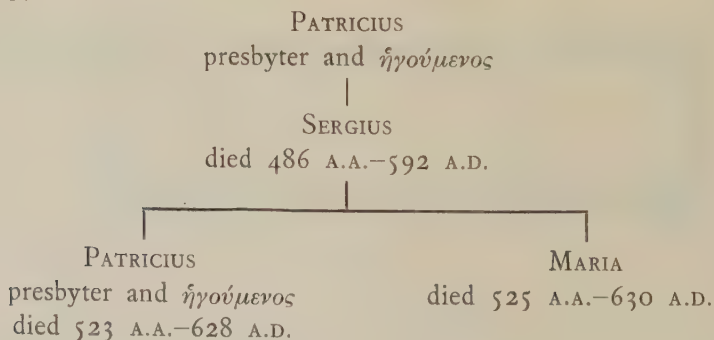 PATRICIUS
presbyter and ἡγούμενος
SERGIUS
died 486 A.A.–592 A.D.
PATRICIUS
presbyter and ἡγούμενος
died 523 A.A.–628 A.D.
MARIA
died 525 A.A.–630 A.D.